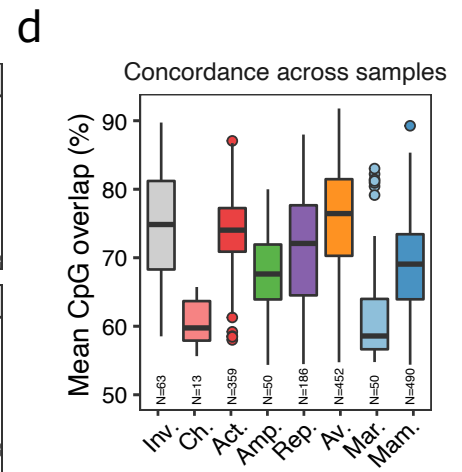 d
Concordance across samples
Mean CpG overlap (%)
90
80
70
60
50
N=63
N=13
N=359
N=50
N=186
N=452
N=50
N=490
Inv.
Ch.
Act.
Amp.
Rep.
Av.
Mar.
Mam.